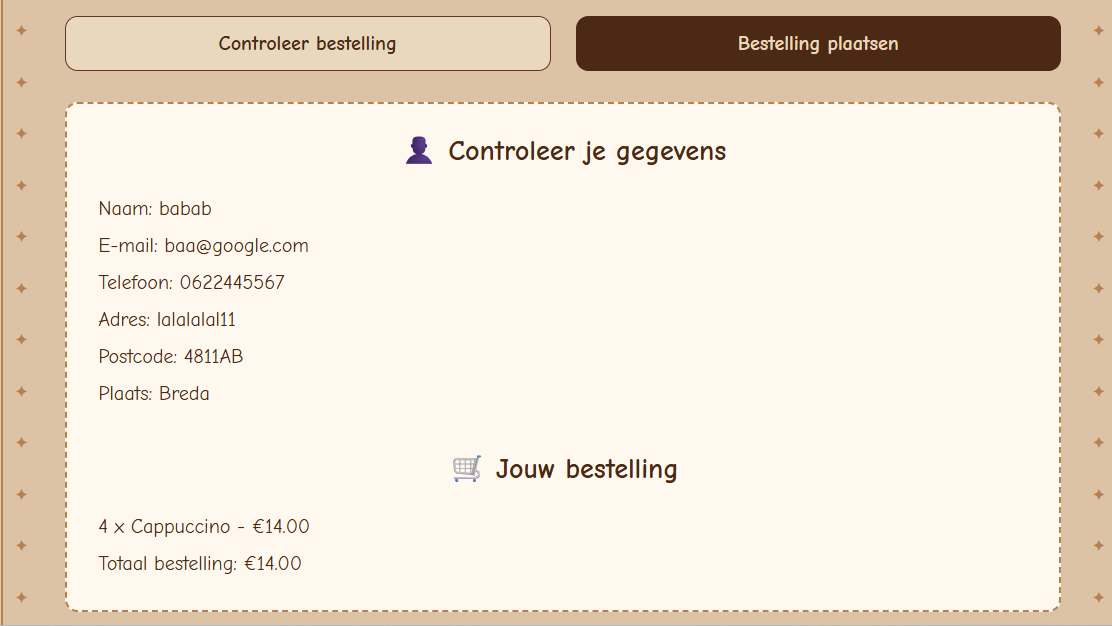 Controleer bestelling
Bestelling plaatsen
Controleer je gegevens
Naam: babab
E-mail: baa@google.com
Telefoon: 0622445567
Adres: lalalalal11
Postcode: 4811AB
Plaats: Breda
Jouw bestelling
4 x Cappuccino - €14.00
Totaal bestelling: €14.00